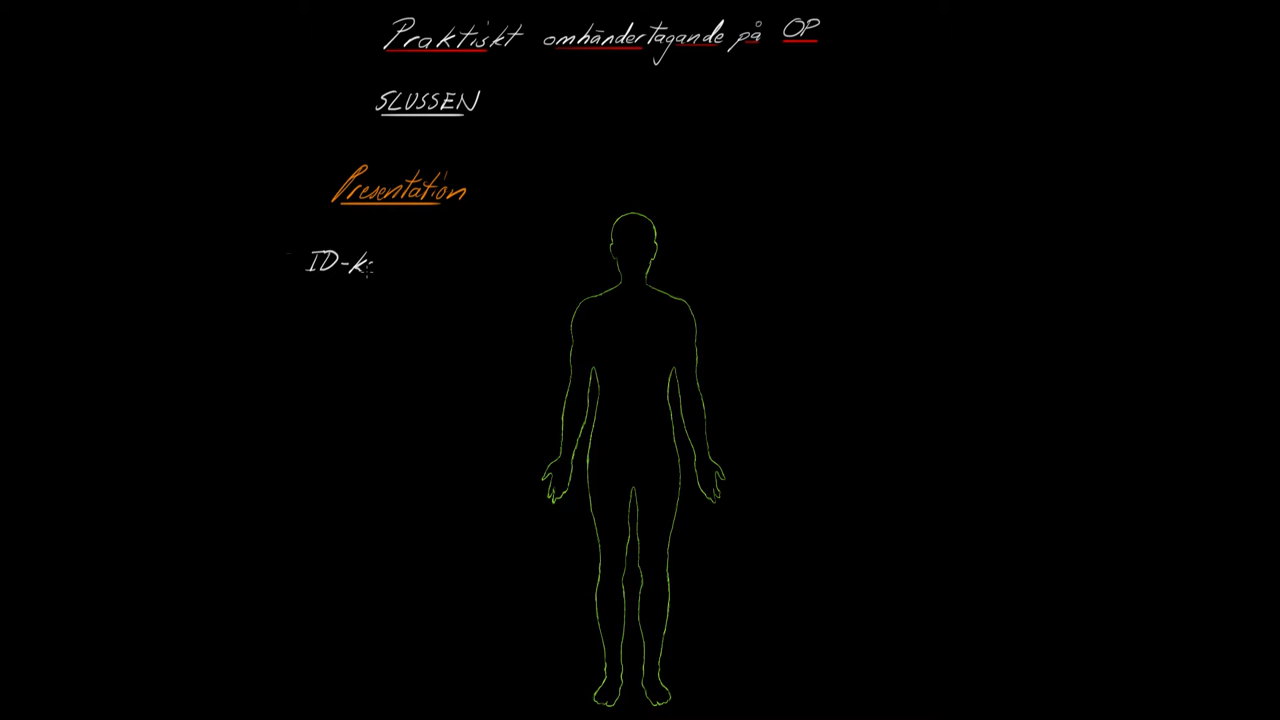 Praktiskt omhändertagande på OP
SLUSSEN
Presentation
ID-k